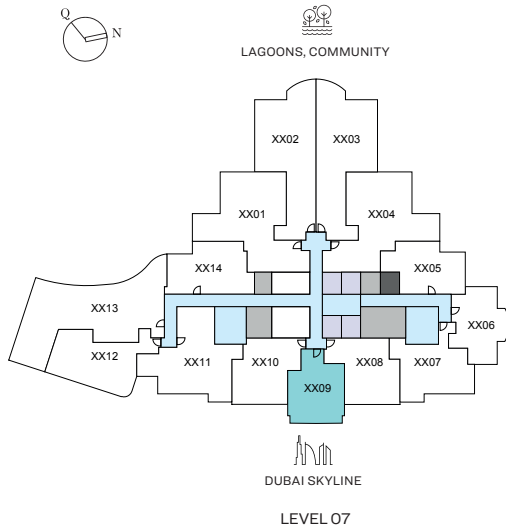 Q
N
LAGOONS, COMMUNITY
XX02
XX03
XX01
XX04
XX14
XX05
XX13
XX06
XX12
XX11
XX10
XX08
XX07
XX09
DUBAI SKYLINE
LEVEL 07